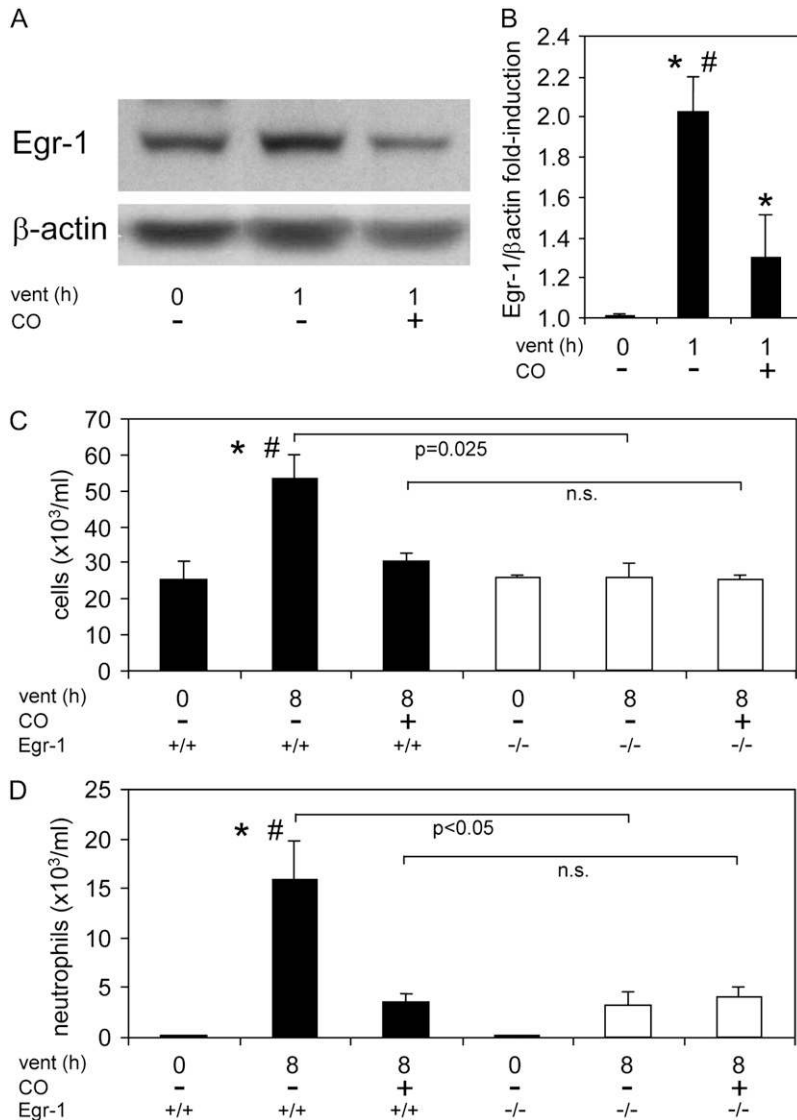 A
Egr-1
β-actin
vent (h) 0 1 1
CO - - +
B
Egr-1/βactin fold-induction
2.4
2.2
2.0
1.8
1.6
1.4
1.2
1.0
* #
*
vent (h) 0 1 1
CO - - +
C
cells (x10³/ml)
70
60
50
40
30
20
10
0
* #
p=0.025
n.s.
vent (h) 0 8 8 0 8 8
CO - - + - - +
Egr-1 +/+ +/+ +/+ -/- -/- -/-
D
neutrophils (x10³/ml)
25
20
15
10
5
0
* #
p<0.05
n.s.
vent (h) 0 8 8 0 8 8
CO - - + - - +
Egr-1 +/+ +/+ +/+ -/- -/- -/-